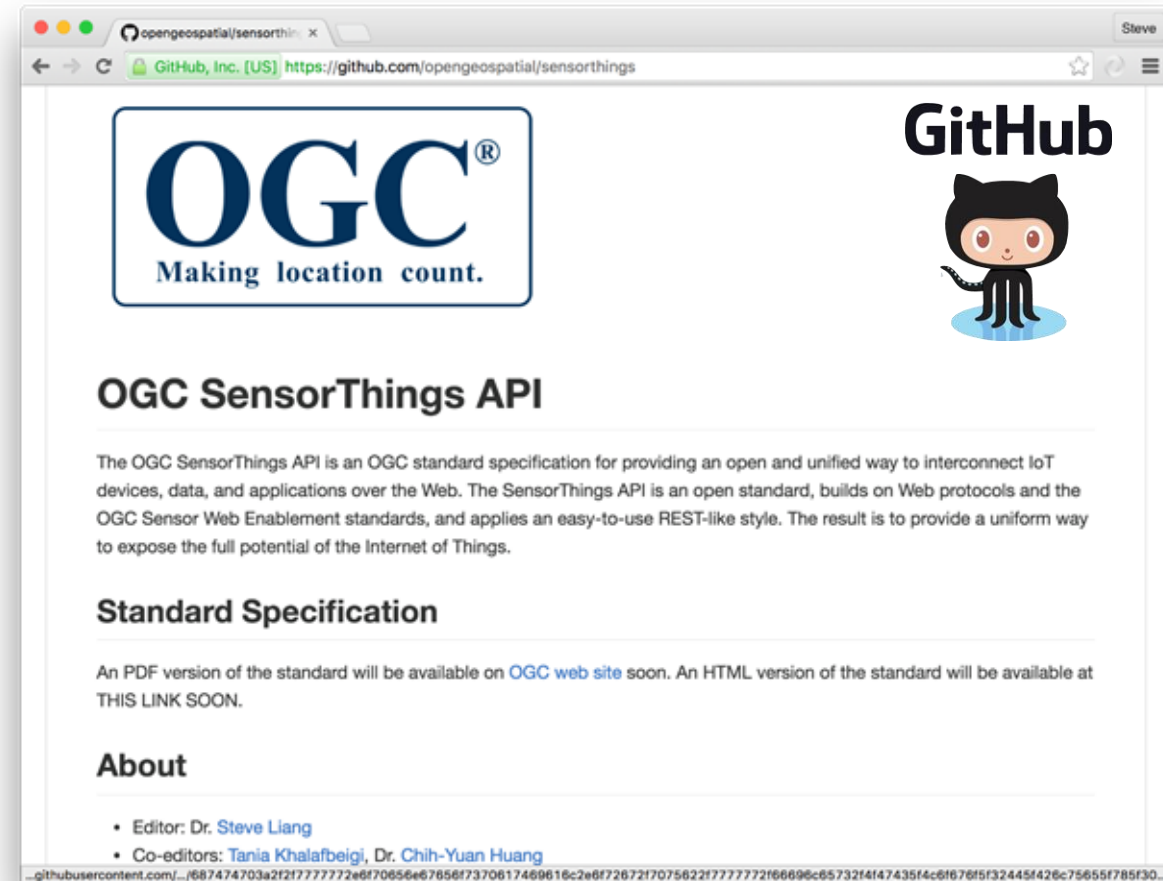 opengeospatial/sensorthin
Steve
GitHub, Inc. [US] https://github.com/opengeospatial/sensorthings
OGC®
Making location count.
GitHub
OGC SensorThings API
The OGC SensorThings API is an OGC standard specification for providing an open and unified way to interconnect IoT
devices, data, and applications over the Web. The SensorThings API is an open standard, builds on Web protocols and the
OGC Sensor Web Enablement standards, and applies an easy-to-use REST-like style. The result is to provide a uniform way
to expose the full potential of the Internet of Things.
Standard Specification
An PDF version of the standard will be available on OGC web site soon. An HTML version of the standard will be available at
THIS LINK SOON.
About
• Editor: Dr. Steve Liang
• Co-editors: Tania Khalafbeigi, Dr. Chih-Yuan Huang